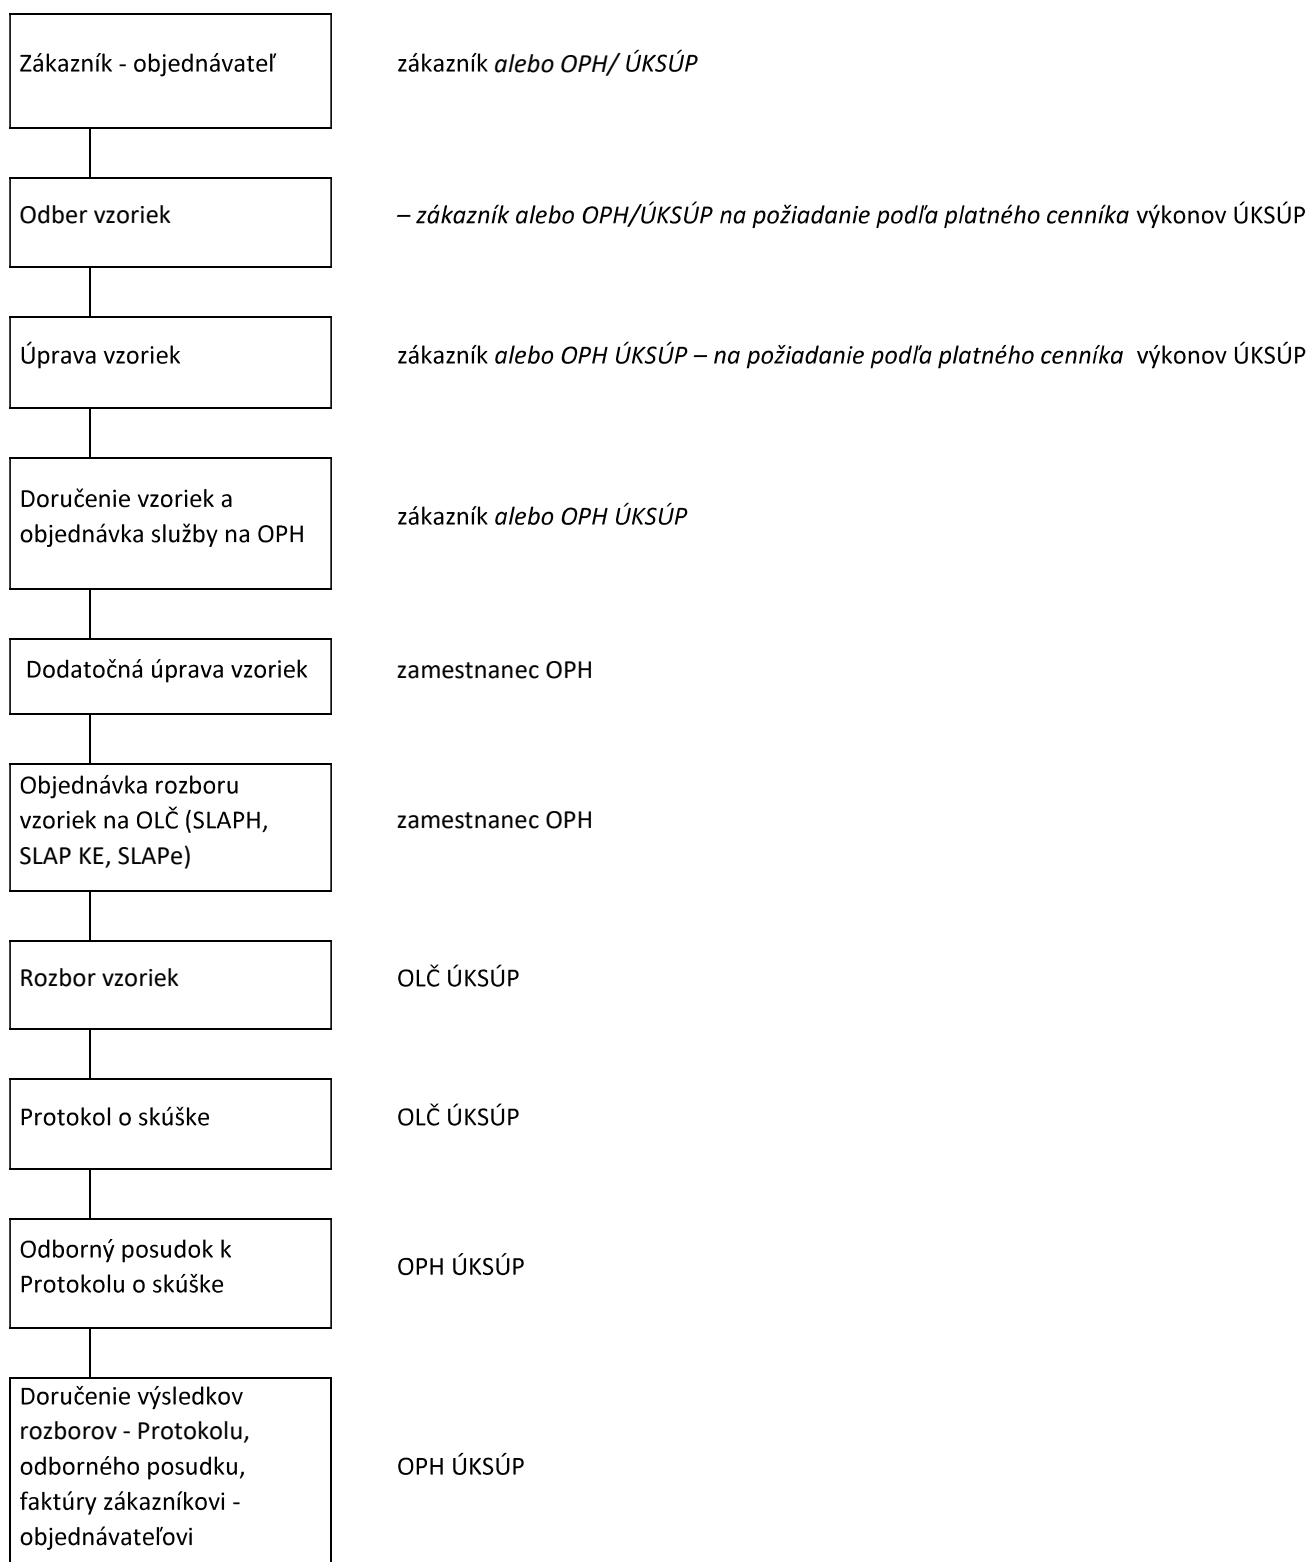 Zákazník - objednávateľ
zákazník alebo OPH/ ÚKSÚP
Odber vzoriek
– zákazník alebo OPH/ÚKSÚP na požiadanie podľa platného cenníka výkonov ÚKSÚP
Úprava vzoriek
zákazník alebo OPH ÚKSÚP – na požiadanie podľa platného cenníka výkonov ÚKSÚP
Doručenie vzoriek a
objednávka služby na OPH
zákazník alebo OPH ÚKSÚP
Dodatočná úprava vzoriek
zamestnanec OPH
Objednávka rozboru
vzoriek na OLČ (SLAPH,
SLAP KE, SLAPe)
zamestnanec OPH
Rozbor vzoriek
OLČ ÚKSÚP
Protokol o skúške
OLČ ÚKSÚP
Odborný posudok k
Protokolu o skúške
OPH ÚKSÚP
Doručenie výsledkov
rozborov - Protokolu,
odborného posudku,
faktúry zákazníkovi -
objednávateľovi
OPH ÚKSÚP